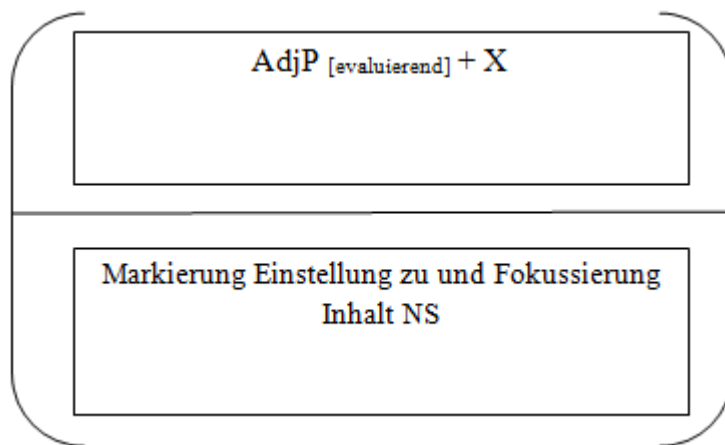 AdjP [evaluierend] + X
Markierung Einstellung zu und Fokussierung
Inhalt NS